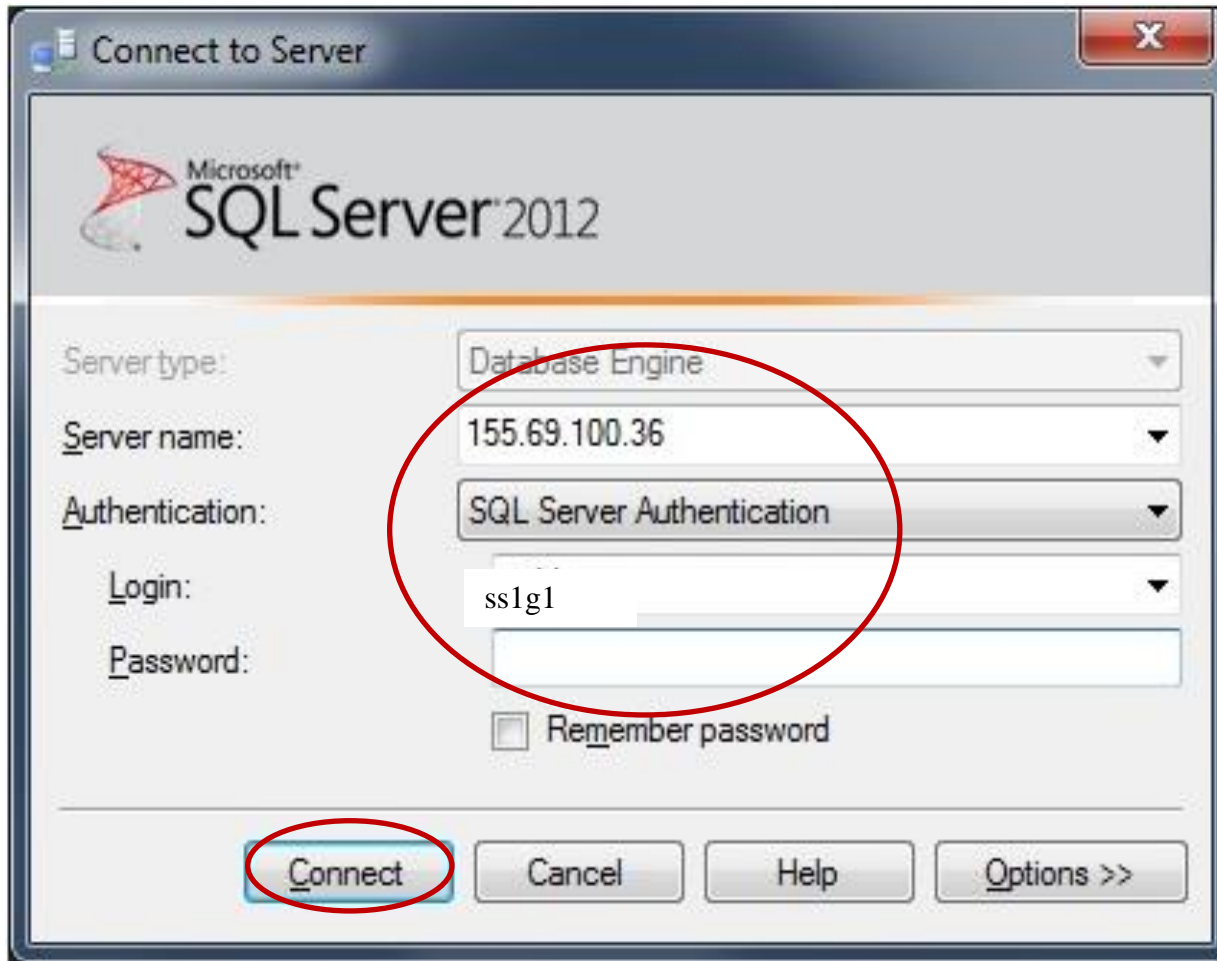 Connect to Server
Microsoft®
SQL Server® 2012
Server type: Database Engine
Server name: 155.69.100.36
Authentication: SQL Server Authentication
Login: ss1g1
Password:
Remember password
Connect Cancel Help Options >>